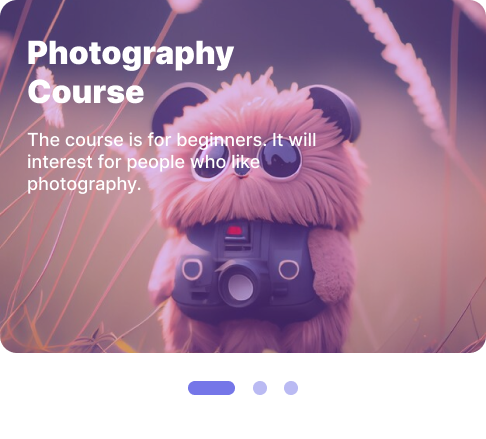 Photography
Course
The course is for beginners. It will
interest for people who like
photography.